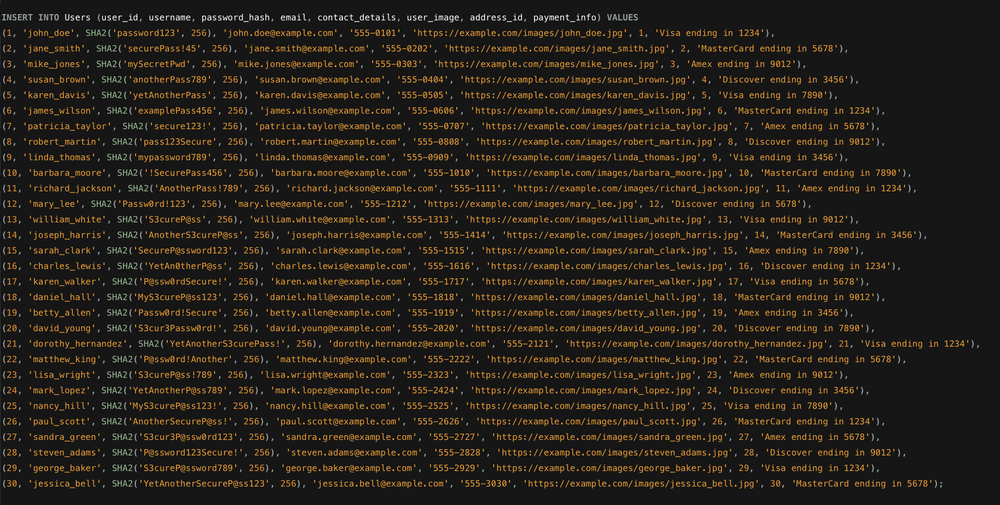 INSERT INTO Users (user_id, username, password_hash, email, contact_details, user_image, address_id, payment_info) VALUES
(1, 'john_doe', SHA2('password123', 256), 'john.doe@example.com', '555-0101', 'https://example.com/images/john_doe.jpg', 1, 'Visa ending in 1234'),
(2, 'jane_smith', SHA2('securePass!45', 256), 'jane.smith@example.com', '555-0202', 'https://example.com/images/jane_smith.jpg', 2, 'MasterCard ending in 5678'),
(3, 'mike_jones', SHA2('mySecretPwd', 256), 'mike.jones@example.com', '555-0303', 'https://example.com/images/mike_jones.jpg', 3, 'Amex ending in 9012'),
(4, 'susan_brown', SHA2('anotherPass789', 256), 'susan.brown@example.com', '555-0404', 'https://example.com/images/susan_brown.jpg', 4, 'Discover ending in 3456'),
(5, 'karen_davis', SHA2('yetAnotherPass', 256), 'karen.davis@example.com', '555-0505', 'https://example.com/images/karen_davis.jpg', 5, 'Visa ending in 7890'),
(6, 'james_wilson', SHA2('examplePass456', 256), 'james.wilson@example.com', '555-0606', 'https://example.com/images/james_wilson.jpg', 6, 'MasterCard ending in 1234'),
(7, 'patricia_taylor', SHA2('secure123!', 256), 'patricia.taylor@example.com', '555-0707', 'https://example.com/images/patricia_taylor.jpg', 7, 'Amex ending in 5678'),
(8, 'robert_martin', SHA2('pass123Secure', 256), 'robert.martin@example.com', '555-0808', 'https://example.com/images/robert_martin.jpg', 8, 'Discover ending in 9012'),
(9, 'linda_thomas', SHA2('mypassword789', 256), 'linda.thomas@example.com', '555-0909', 'https://example.com/images/linda_thomas.jpg', 9, 'Visa ending in 3456'),
(10, 'barbara_moore', SHA2('!SecurePass456', 256), 'barbara.moore@example.com', '555-1010', 'https://example.com/images/barbara_moore.jpg', 10, 'MasterCard ending in 7890'),
(11, 'richard_jackson', SHA2('AnotherPass!789', 256), 'richard.jackson@example.com', '555-1111', 'https://example.com/images/richard_jackson.jpg', 11, 'Amex ending in 1234'),
(12, 'mary_lee', SHA2('Passw0rd!123', 256), 'mary.lee@example.com', '555-1212', 'https://example.com/images/mary_lee.jpg', 12, 'Discover ending in 5678'),
(13, 'william_white', SHA2('S3cureP@ss', 256), 'william.white@example.com', '555-1313', 'https://example.com/images/william_white.jpg', 13, 'Visa ending in 9012'),
(14, 'joseph_harris', SHA2('AnotherS3cureP@ss', 256), 'joseph.harris@example.com', '555-1414', 'https://example.com/images/joseph_harris.jpg', 14, 'MasterCard ending in 3456'),
(15, 'sarah_clark', SHA2('SecureP@ssword123', 256), 'sarah.clark@example.com', '555-1515', 'https://example.com/images/sarah_clark.jpg', 15, 'Amex ending in 7890'),
(16, 'charles_lewis', SHA2('YetAn0therP@ss', 256), 'charles.lewis@example.com', '555-1616', 'https://example.com/images/charles_lewis.jpg', 16, 'Discover ending in 1234'),
(17, 'karen_walker', SHA2('P@ssw0rdSecure!', 256), 'karen.walker@example.com', '555-1717', 'https://example.com/images/karen_walker.jpg', 17, 'Visa ending in 5678'),
(18, 'daniel_hall', SHA2('MyS3cureP@ss123', 256), 'daniel.hall@example.com', '555-1818', 'https://example.com/images/daniel_hall.jpg', 18, 'MasterCard ending in 9012'),
(19, 'betty_allen', SHA2('Passw0rd!Secure', 256), 'betty.allen@example.com', '555-1919', 'https://example.com/images/betty_allen.jpg', 19, 'Amex ending in 3456'),
(20, 'david_young', SHA2('S3cur3Passw0rd!', 256), 'david.young@example.com', '555-2020', 'https://example.com/images/david_young.jpg', 20, 'Discover ending in 7890'),
(21, 'dorothy_hernandez', SHA2('YetAnotherS3curePass!', 256), 'dorothy.hernandez@example.com', '555-2121', 'https://example.com/images/dorothy_hernandez.jpg', 21, 'Visa ending in 1234'),
(22, 'matthew_king', SHA2('P@ssw0rd!Another', 256), 'matthew.king@example.com', '555-2222', 'https://example.com/images/matthew_king.jpg', 22, 'MasterCard ending in 5678'),
(23, 'lisa_wright', SHA2('S3cureP@ss!789', 256), 'lisa.wright@example.com', '555-2323', 'https://example.com/images/lisa_wright.jpg', 23, 'Amex ending in 9012'),
(24, 'mark_lopez', SHA2('YetAnotherP@ss789', 256), 'mark.lopez@example.com', '555-2424', 'https://example.com/images/mark_lopez.jpg', 24, 'Discover ending in 3456'),
(25, 'nancy_hill', SHA2('MyS3cureP@ss123!', 256), 'nancy.hill@example.com', '555-2525', 'https://example.com/images/nancy_hill.jpg', 25, 'Visa ending in 7890'),
(26, 'paul_scott', SHA2('AnotherSecureP@ss!', 256), 'paul.scott@example.com', '555-2626', 'https://example.com/images/paul_scott.jpg', 26, 'MasterCard ending in 1234'),
(27, 'sandra_green', SHA2('S3cur3P@ssw0rd123', 256), 'sandra.green@example.com', '555-2727', 'https://example.com/images/sandra_green.jpg', 27, 'Amex ending in 5678'),
(28, 'steven_adams', SHA2('P@ssword123Secure!', 256), 'steven.adams@example.com', '555-2828', 'https://example.com/images/steven_adams.jpg', 28, 'Discover ending in 9012'),
(29, 'george_baker', SHA2('S3cureP@ssword789', 256), 'george.baker@example.com', '555-2929', 'https://example.com/images/george_baker.jpg', 29, 'Visa ending in 1234'),
(30, 'jessica_bell', SHA2('YetAnotherSecureP@ss123', 256), 'jessica.bell@example.com', '555-3030', 'https://example.com/images/jessica_bell.jpg', 30, 'MasterCard ending in 5678');